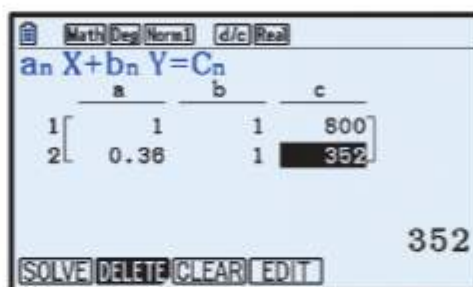 Math Deg Norm1 d/c Real
an X+bn Y=Cn
a b c
1 1 1 800
2 0.36 1 352
352
SOLVE DELETE CLEAR EDIT